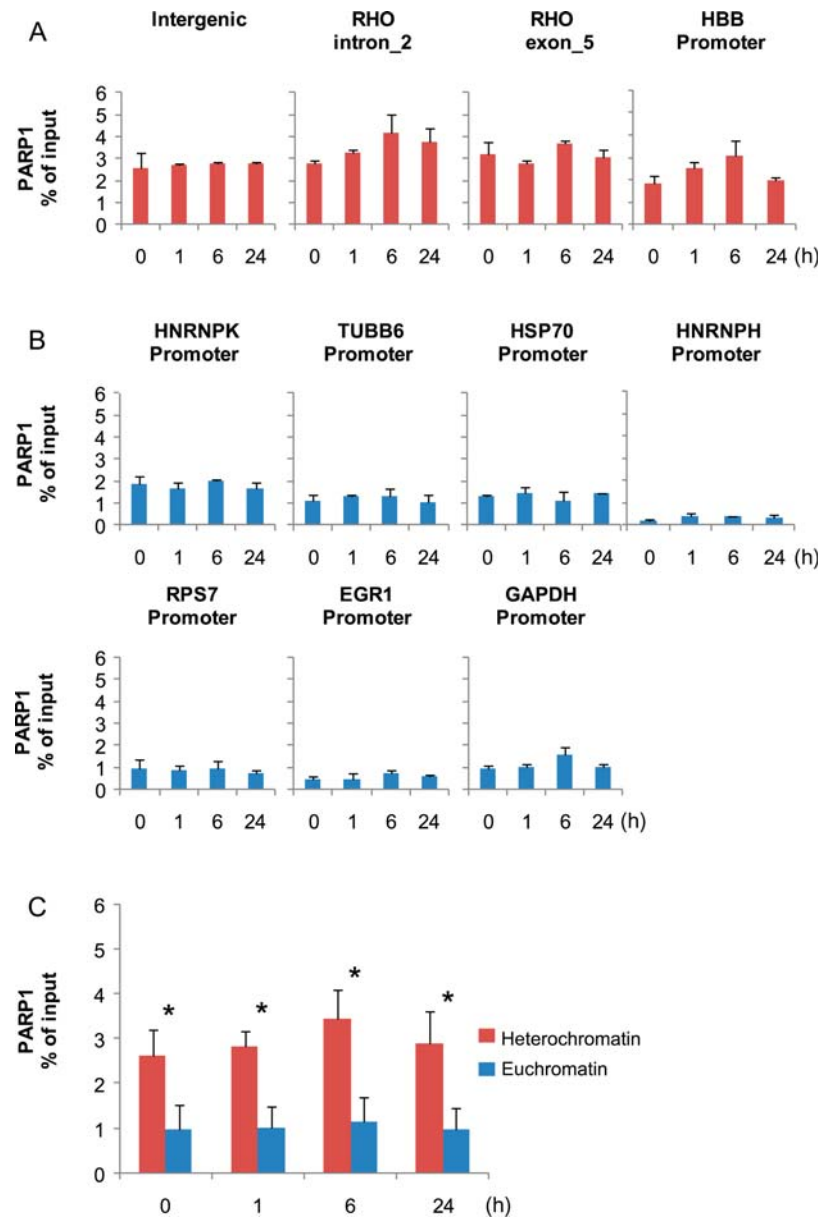 A
Intergenic
RHO
intron_2
RHO
exon_5
HBB
Promoter
PARP1
% of input
6
5
4
3
2
1
0
0 1 6 24
0 1 6 24
0 1 6 24
0 1 6 24 (h)
B
HNRNPK
Promoter
TUBB6
Promoter
HSP70
Promoter
HNRNPH
Promoter
PARP1
% of input
6
5
4
3
2
1
0
0 1 6 24
0 1 6 24
0 1 6 24
0 1 6 24 (h)
RPS7
Promoter
EGR1
Promoter
GAPDH
Promoter
PARP1
% of input
6
5
4
3
2
1
0
0 1 6 24
0 1 6 24
0 1 6 24 (h)
C
PARP1
% of input
6
5
4
3
2
1
0
* * * *
Heterochromatin
Euchromatin
0 1 6 24 (h)